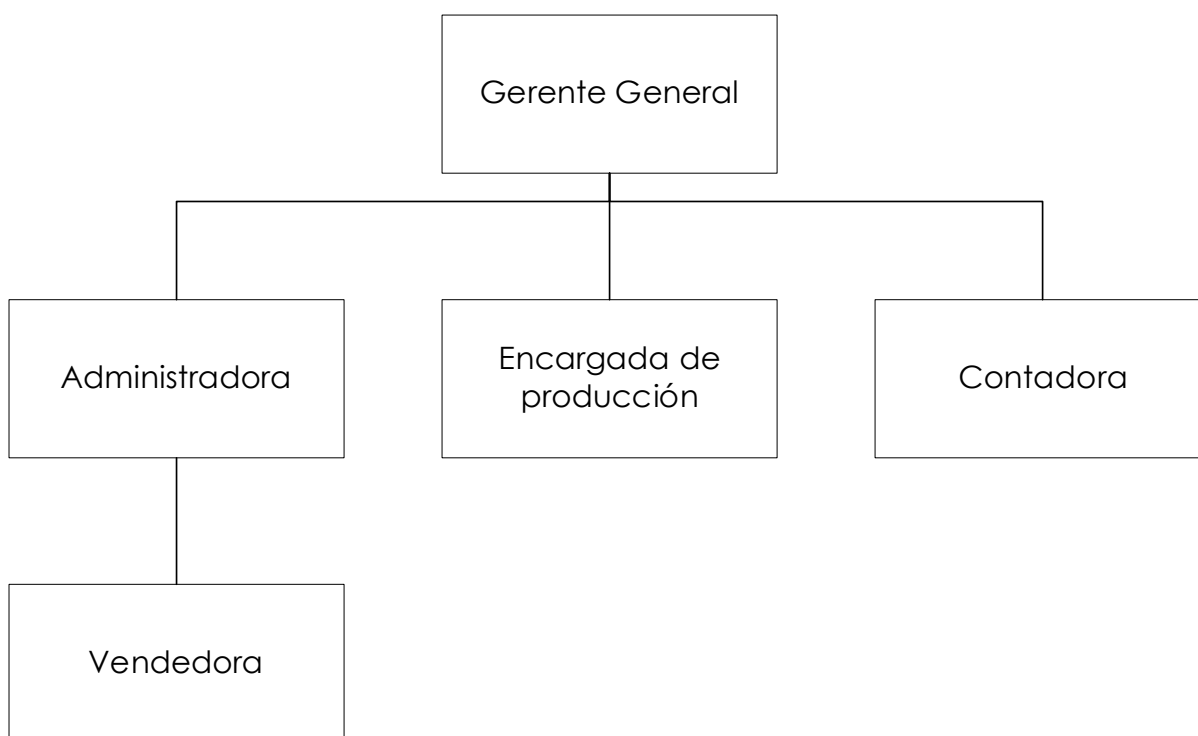 Gerente General
Administradora
Encargada de
producción
Contadora
Vendedora